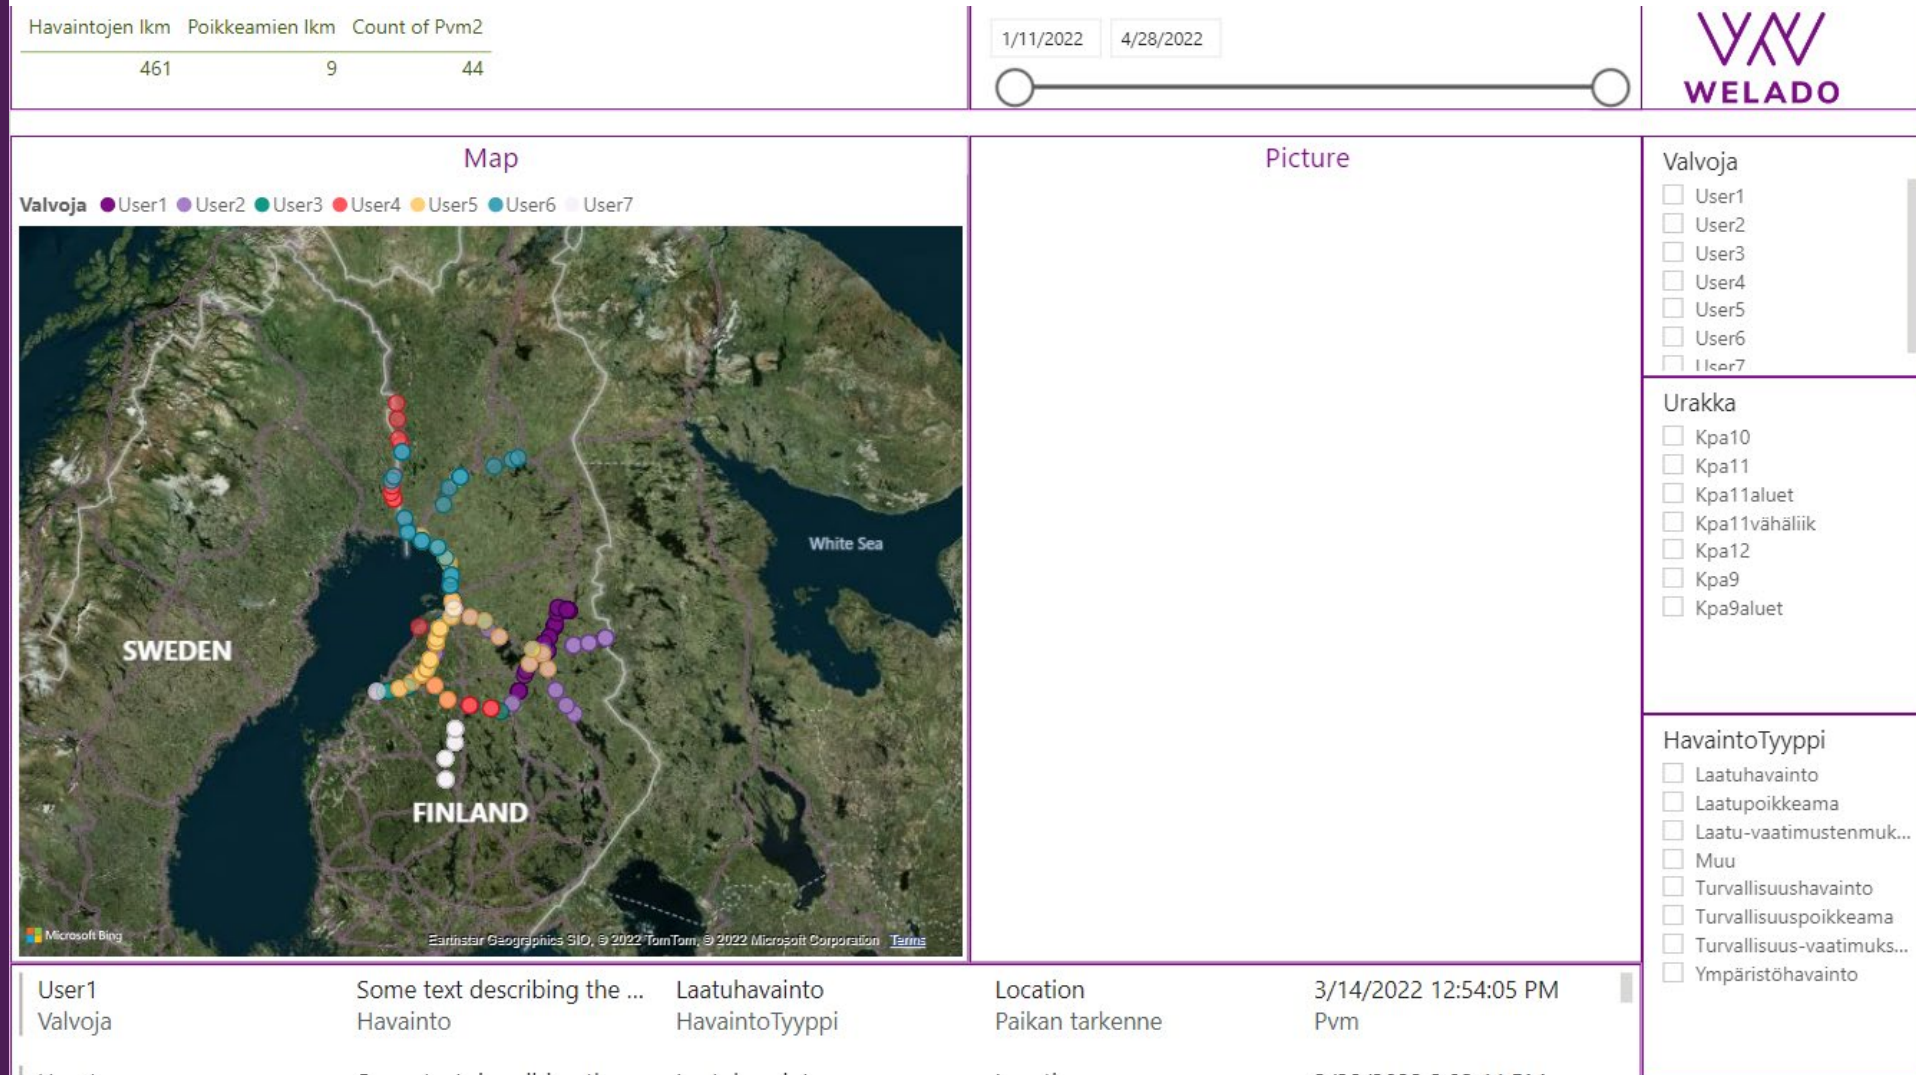 Havaintojen lkm Poikkeamien lkm Count of Pvm2
461 9 44
1/11/2022 4/28/2022
WELADO
Map
Valvoja User1 User2 User3 User4 User5 User6 User7
SWEDEN
FINLAND
White Sea
Microsoft Bing
Earthstar Geographics SIO, © 2022 TomTom, © 2022 Microsoft Corporation Terms
Picture
Valvoja
User1
User2
User3
User4
User5
User6
User7
Urakka
Kpa10
Kpa11
Kpa11aluet
Kpa11vähäliik
Kpa12
Kpa9
Kpa9aluet
HavaintoTyyppi
Laatuhavainto
Laatupoikkeama
Laatu-vaatimustenmuk...
Muu
Turvallisuushavainto
Turvallisuuspoikkeama
Turvallisuus-vaatimuks...
Ympäristöhavainto
User1 Some text describing the ... Laatuhavainto Location 3/14/2022 12:54:05 PM
Valvoja Havainto HavaintoTyyppi Paikan tarkenne Pvm